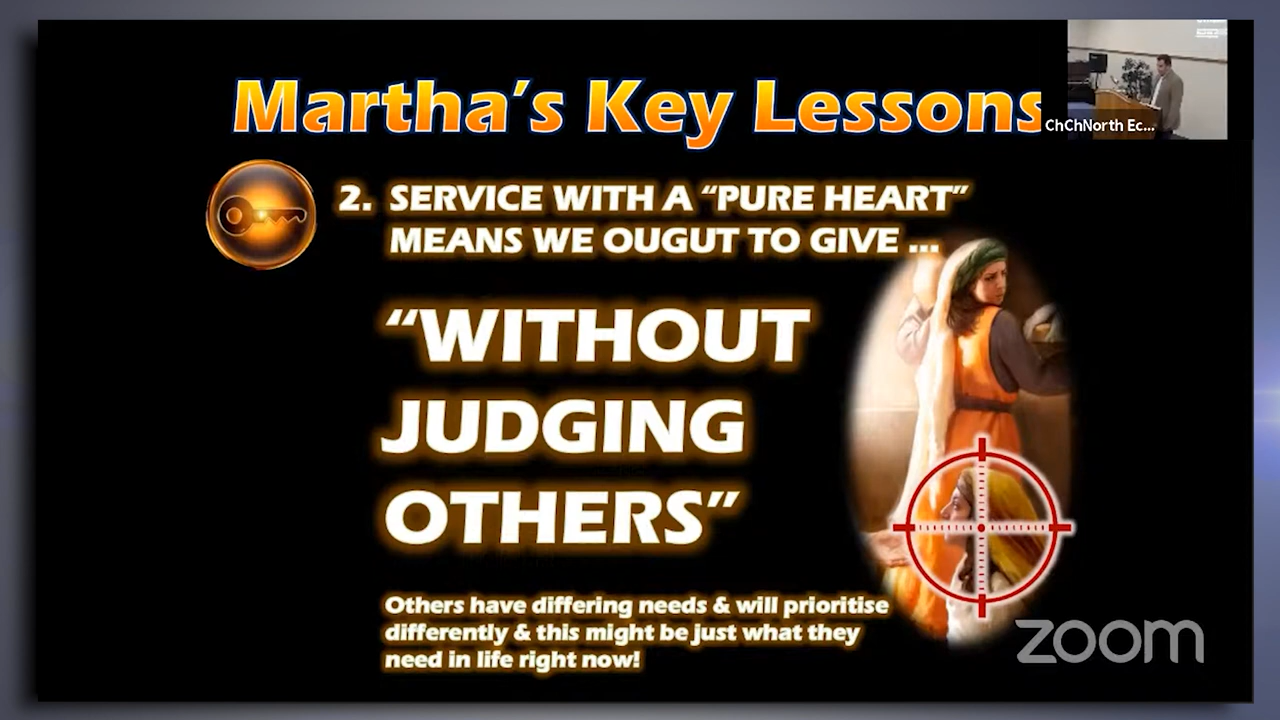 Martha's Key Lessons
ChChNorth Ec...
2. SERVICE WITH A “PURE HEART”
MEANS WE OUGUT TO GIVE ...
“WITHOUT
JUDGING
OTHERS”
Others have differing needs & will prioritise
differently & this might be just what they
need in life right now!
zoom